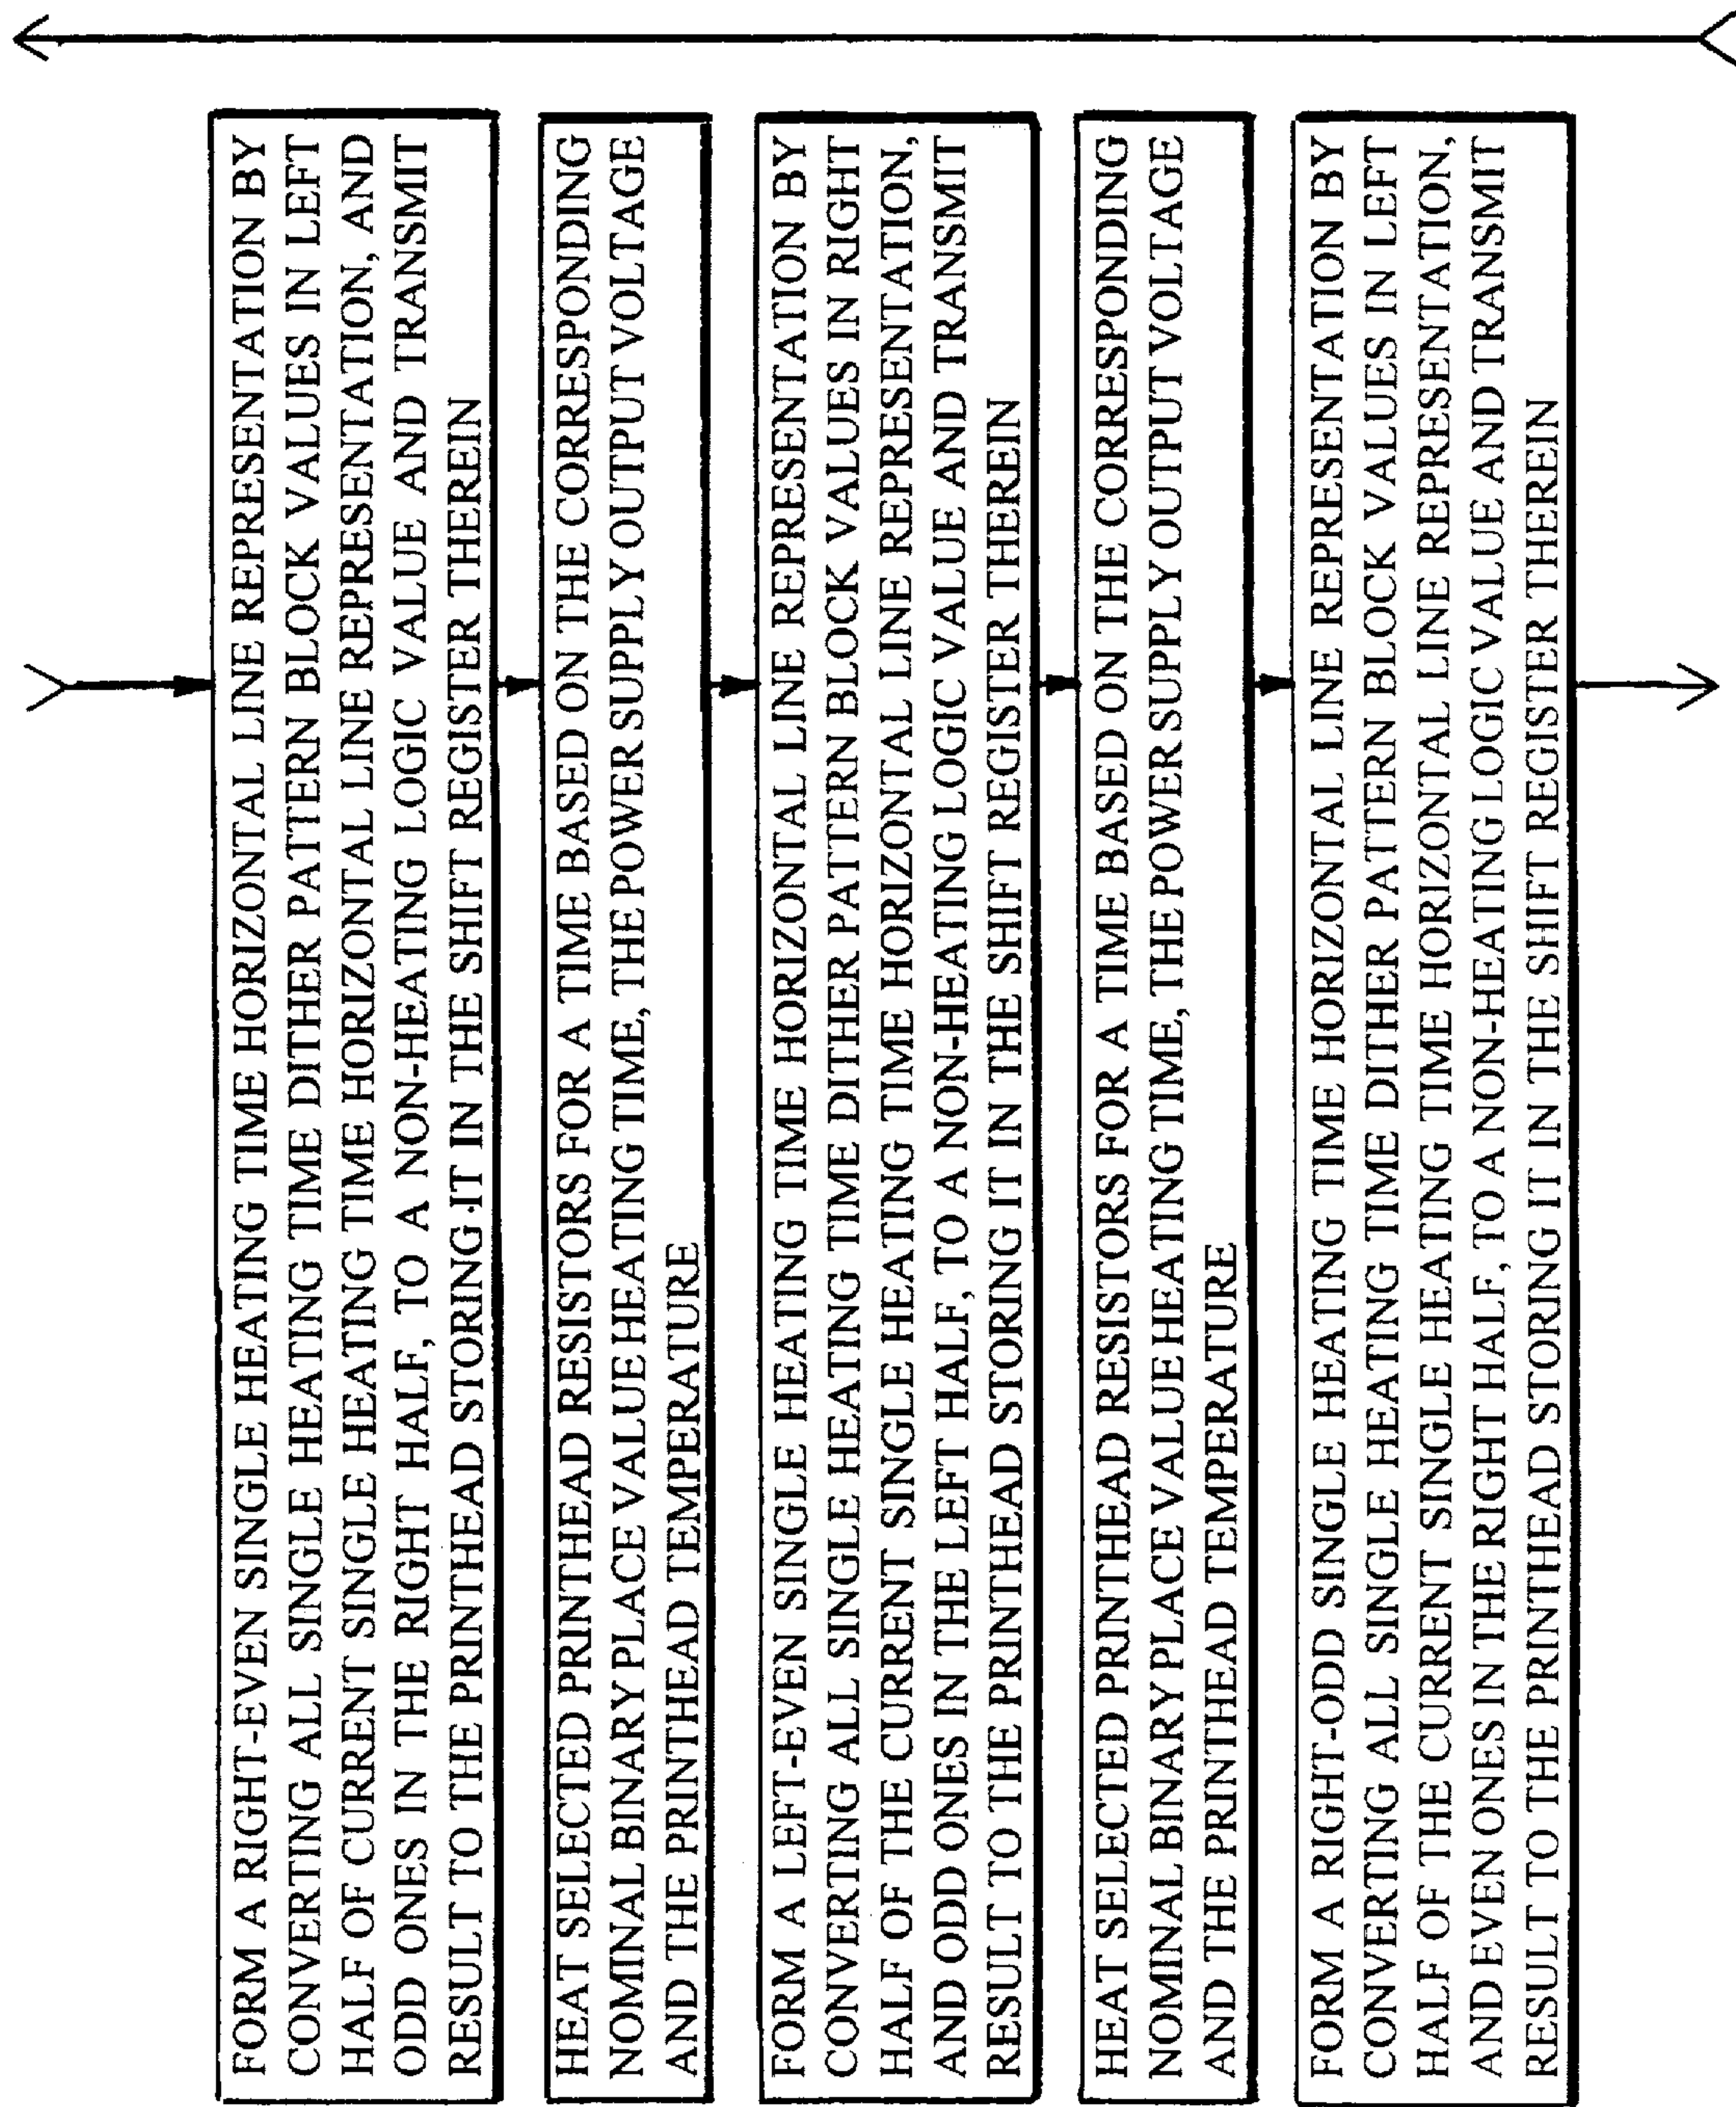 FORM A RIGHT-EVEN SINGLE HEATING TIME HORIZONTAL LINE REPRESENTATION BY
CONVERTING ALL SINGLE HEATING TIME DITHER PATTERN BLOCK VALUES IN LEFT
HALF OF CURRENT SINGLE HEATING TIME HORIZONTAL LINE REPRESENTATION, AND
ODD ONES IN THE RIGHT HALF, TO A NON-HEATING LOGIC VALUE AND TRANSMIT
RESULT TO THE PRINTHEAD STORING IT IN THE SHIFT REGISTER THEREIN
HEAT SELECTED PRINTHEAD RESISTORS FOR A TIME BASED ON THE CORRESPONDING
NOMINAL BINARY PLACE VALUE HEATING TIME, THE POWER SUPPLY OUTPUT VOLTAGE
AND THE PRINTHEAD TEMPERATURE
FORM A LEFT-EVEN SINGLE HEATING TIME HORIZONTAL LINE REPRESENTATION BY
CONVERTING ALL SINGLE HEATING TIME DITHER PATTERN BLOCK VALUES IN RIGHT
HALF OF THE CURRENT SINGLE HEATING TIME HORIZONTAL LINE REPRESENTATION,
AND ODD ONES IN THE LEFT HALF, TO A NON-HEATING LOGIC VALUE AND TRANSMIT
RESULT TO THE PRINTHEAD STORING IT IN THE SHIFT REGISTER THEREIN
HEAT SELECTED PRINTHEAD RESISTORS FOR A TIME BASED ON THE CORRESPONDING
NOMINAL BINARY PLACE VALUE HEATING TIME, THE POWER SUPPLY OUTPUT VOLTAGE
AND THE PRINTHEAD TEMPERATURE
FORM A RIGHT-ODD SINGLE HEATING TIME HORIZONTAL LINE REPRESENTATION BY
CONVERTING ALL SINGLE HEATING TIME DITHER PATTERN BLOCK VALUES IN LEFT
HALF OF THE CURRENT SINGLE HEATING TIME HORIZONTAL LINE REPRESENTATION,
AND EVEN ONES IN THE RIGHT HALF, TO A NON-HEATING LOGIC VALUE AND TRANSMIT
RESULT TO THE PRINTHEAD STORING IT IN THE SHIFT REGISTER THEREIN